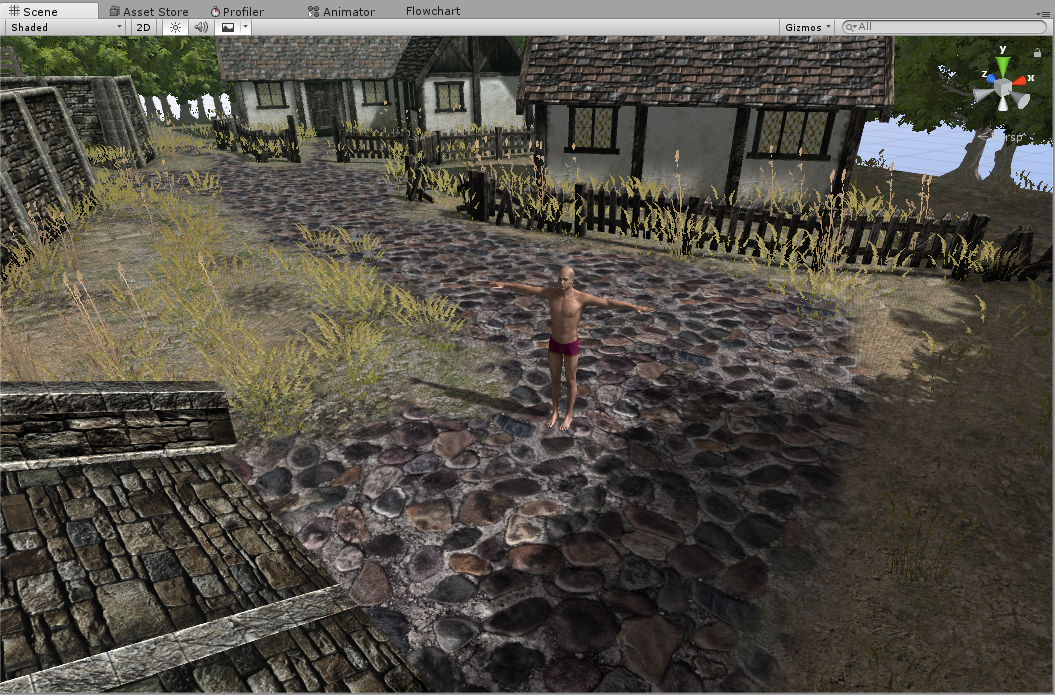 Scene
Asset Store
Profiler
Animator
Flowchart
Shaded
2D
Gizmos
All
y
z
x